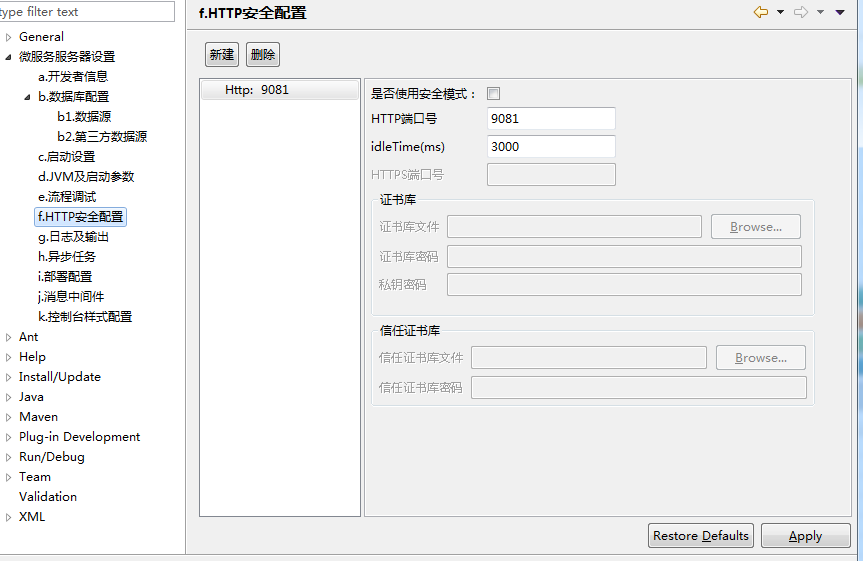 type filter text
General
微服务服务器设置
a.开发者信息
b.数据库配置
b1.数据源
b2.第三方数据源
c.启动设置
d.JVM及启动参数
e.流程调试
f.HTTP安全配置
g.日志及输出
h.异步任务
i.部署配置
j.消息中间件
k.控制台样式配置
Ant
Help
Install/Update
Java
Maven
Plug-in Development
Run/Debug
Team
Validation
XML
f.HTTP安全配置
新建 删除
Http: 9081
是否使用安全模式：
HTTP端口号 9081
idleTime(ms) 3000
HTTPS端口号
证书库
证书库文件 Browse...
证书库密码
私钥密码
信任证书库
信任证书库文件 Browse...
信任证书库密码
Restore Defaults Apply